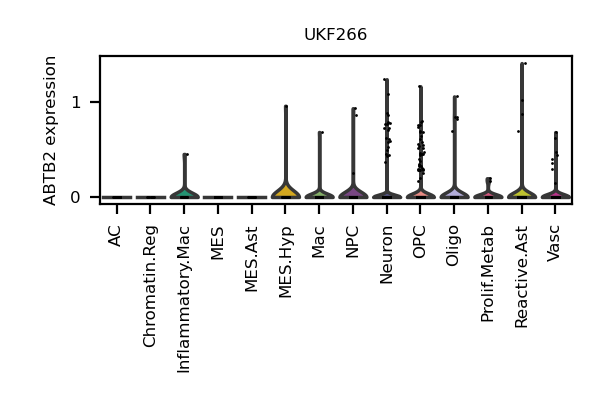 UKF266
ABTB2 expression
1
0
AC
Chromatin.Reg
Inflammatory.Mac
MES
MES.Ast
MES.Hyp
Mac
NPC
Neuron
OPC
Oligo
Prolif.Metab
Reactive.Ast
Vasc